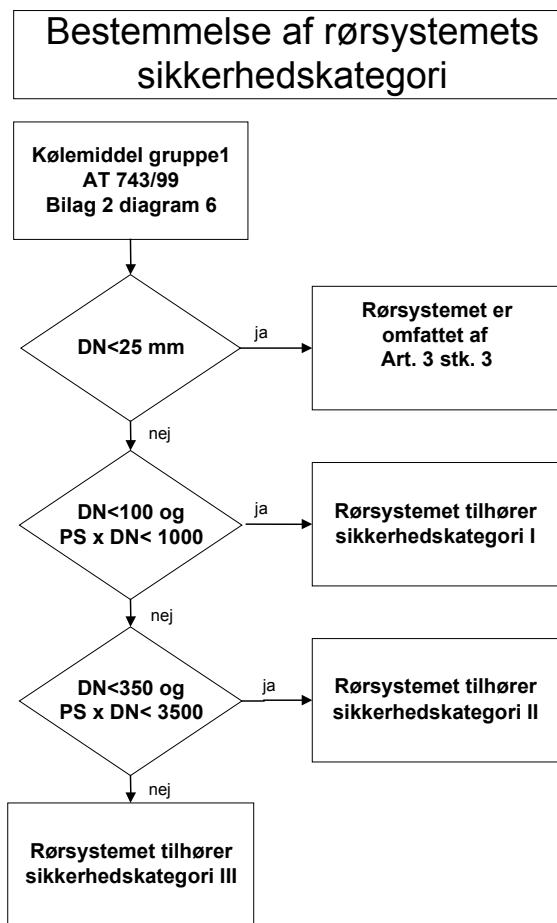 Bestemmelse af rørsystemets
sikkerhedskategori
Kølemiddel gruppe1
AT 743/99
Bilag 2 diagram 6
DN<25 mm
ja
Rørsystemet er
omfattet af
Art. 3 stk. 3
nej
DN<100 og
PS x DN< 1000
ja
Rørsystemet tilhører
sikkerhedskategori I
nej
DN<350 og
PS x DN< 3500
ja
Rørsystemet tilhører
sikkerhedskategori II
nej
Rørsystemet tilhører
sikkerhedskategori III